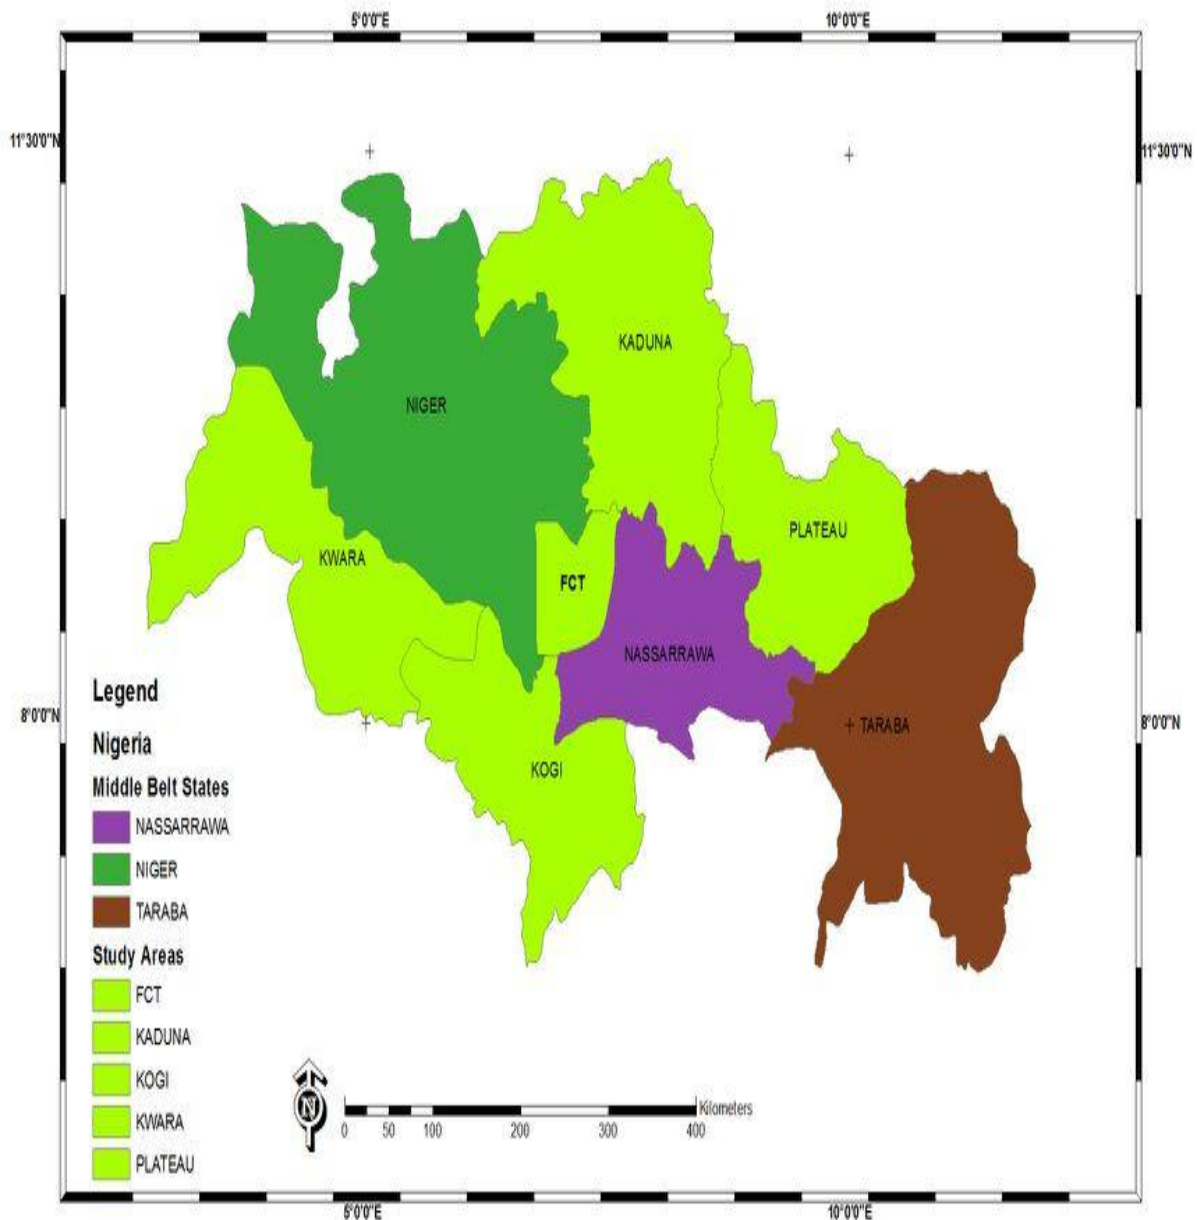 5°0'0"E 10°0'0"E
11°30'0"N 11°30'0"N
KADUNA
NIGER
PLATEAU
KWARA
FCT
NASSARRAWA
Legend
8°0'0"N 8°0'0"N
TARABA
Nigeria
KOGI
Middle Belt States
NASSARRAWA
NIGER
TARABA
Study Areas
FCT
KADUNA
KOGI
KWARA
PLATEAU
N
Kilometers
0 50 100 200 300 400
5°0'0"E 10°0'0"E